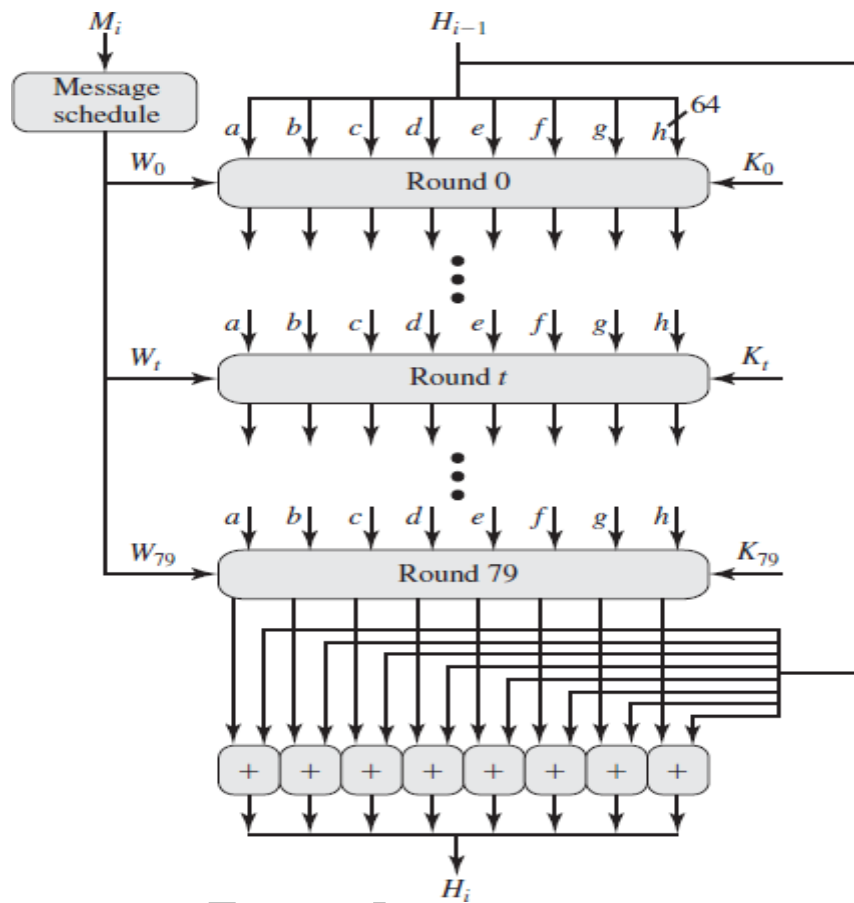 Mᵢ
Hᵢ₋₁
Message
schedule
a b c d e f g h 64
W₀ Round 0 K₀
a b c d e f g h
Wₜ Round t Kₜ
a b c d e f g h
W₇₉ Round 79 K₇₉
+ + + + + + + +
Hᵢ